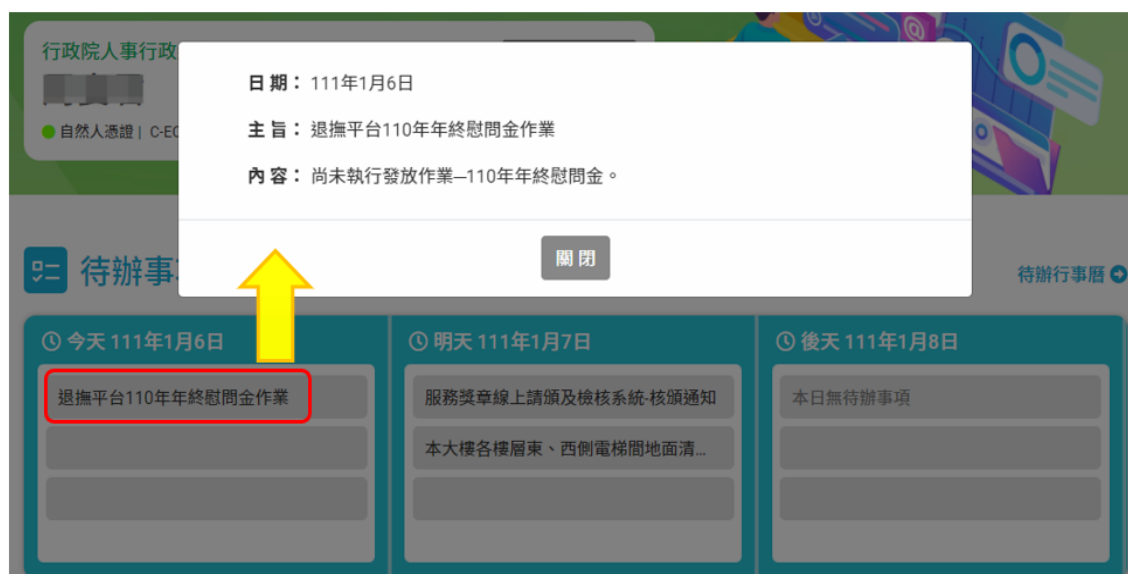 行政院人事行政
自然人憑證 | C-EC
日期：111年1月6日
主旨：退撫平台110年年終慰問金作業
內容：尚未執行發放作業—110年年終慰問金。
關閉
待辦事
待辦行事曆
今天 111年1月6日
退撫平台110年年終慰問金作業
明天 111年1月7日
服務獎章線上請頒及檢核系統-核頒通知
本大樓各樓層東、西側電梯間地面清...
後天 111年1月8日
本日無待辦事項